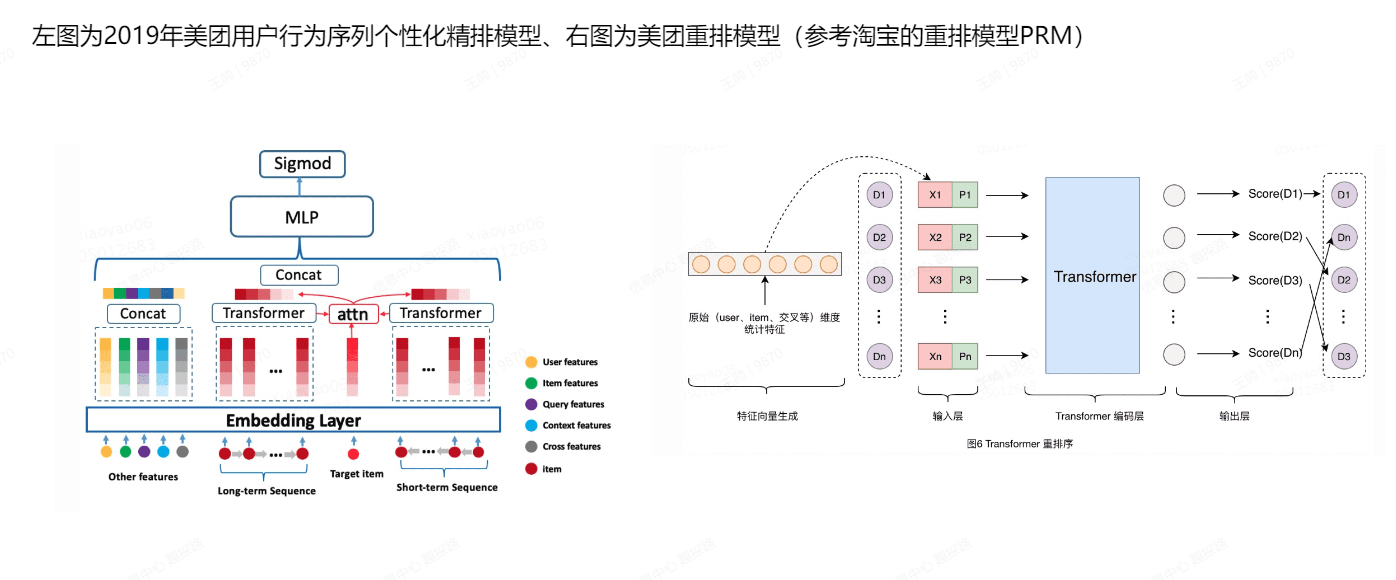 左图为2019年美团用户行为序列个性化精排模型、右图为美团重排模型（参考淘宝的重排模型PRM）
Sigmod
MLP
Concat
Concat
Transformer
attn
Transformer
...
...
Embedding Layer
...
...
Other features
Long-term Sequence
Target item
Short-term Sequence
User features
Item features
Query features
Context features
Cross features
item
原始（user、item、交叉等）维度
统计特征
特征向量生成
D1
D2
D3
Dn
X1 P1
X2 P2
X3 P3
Xn Pn
输入层
Transformer
Transformer 编码层
Score(D1)
Score(D2)
Score(D3)
Score(Dn)
输出层
D1
Dn
D2
D3
图6 Transformer 重排序